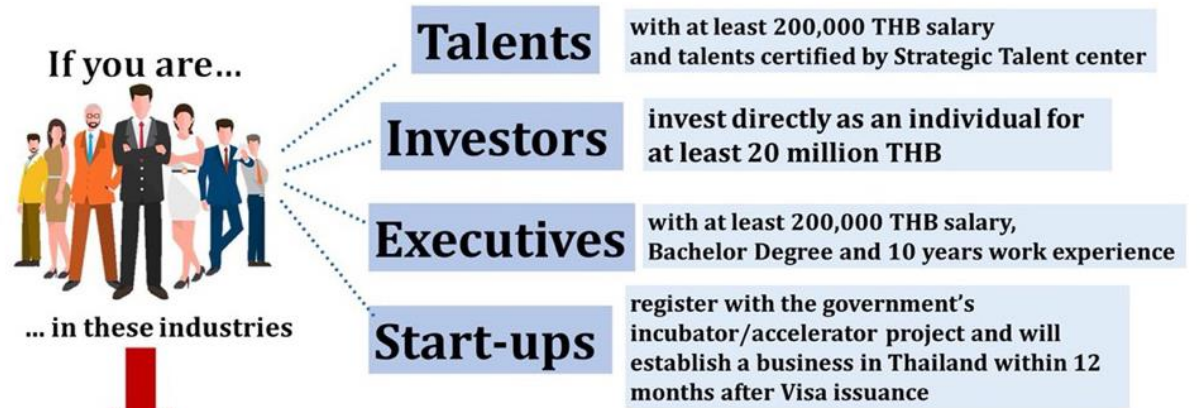 If you are...
Talents
with at least 200,000 THB salary
and talents certified by Strategic Talent center
Investors
invest directly as an individual for
at least 20 million THB
Executives
with at least 200,000 THB salary,
Bachelor Degree and 10 years work experience
Start-ups
register with the government's
incubator/accelerator project and will
establish a business in Thailand within 12
months after Visa issuance
... in these industries